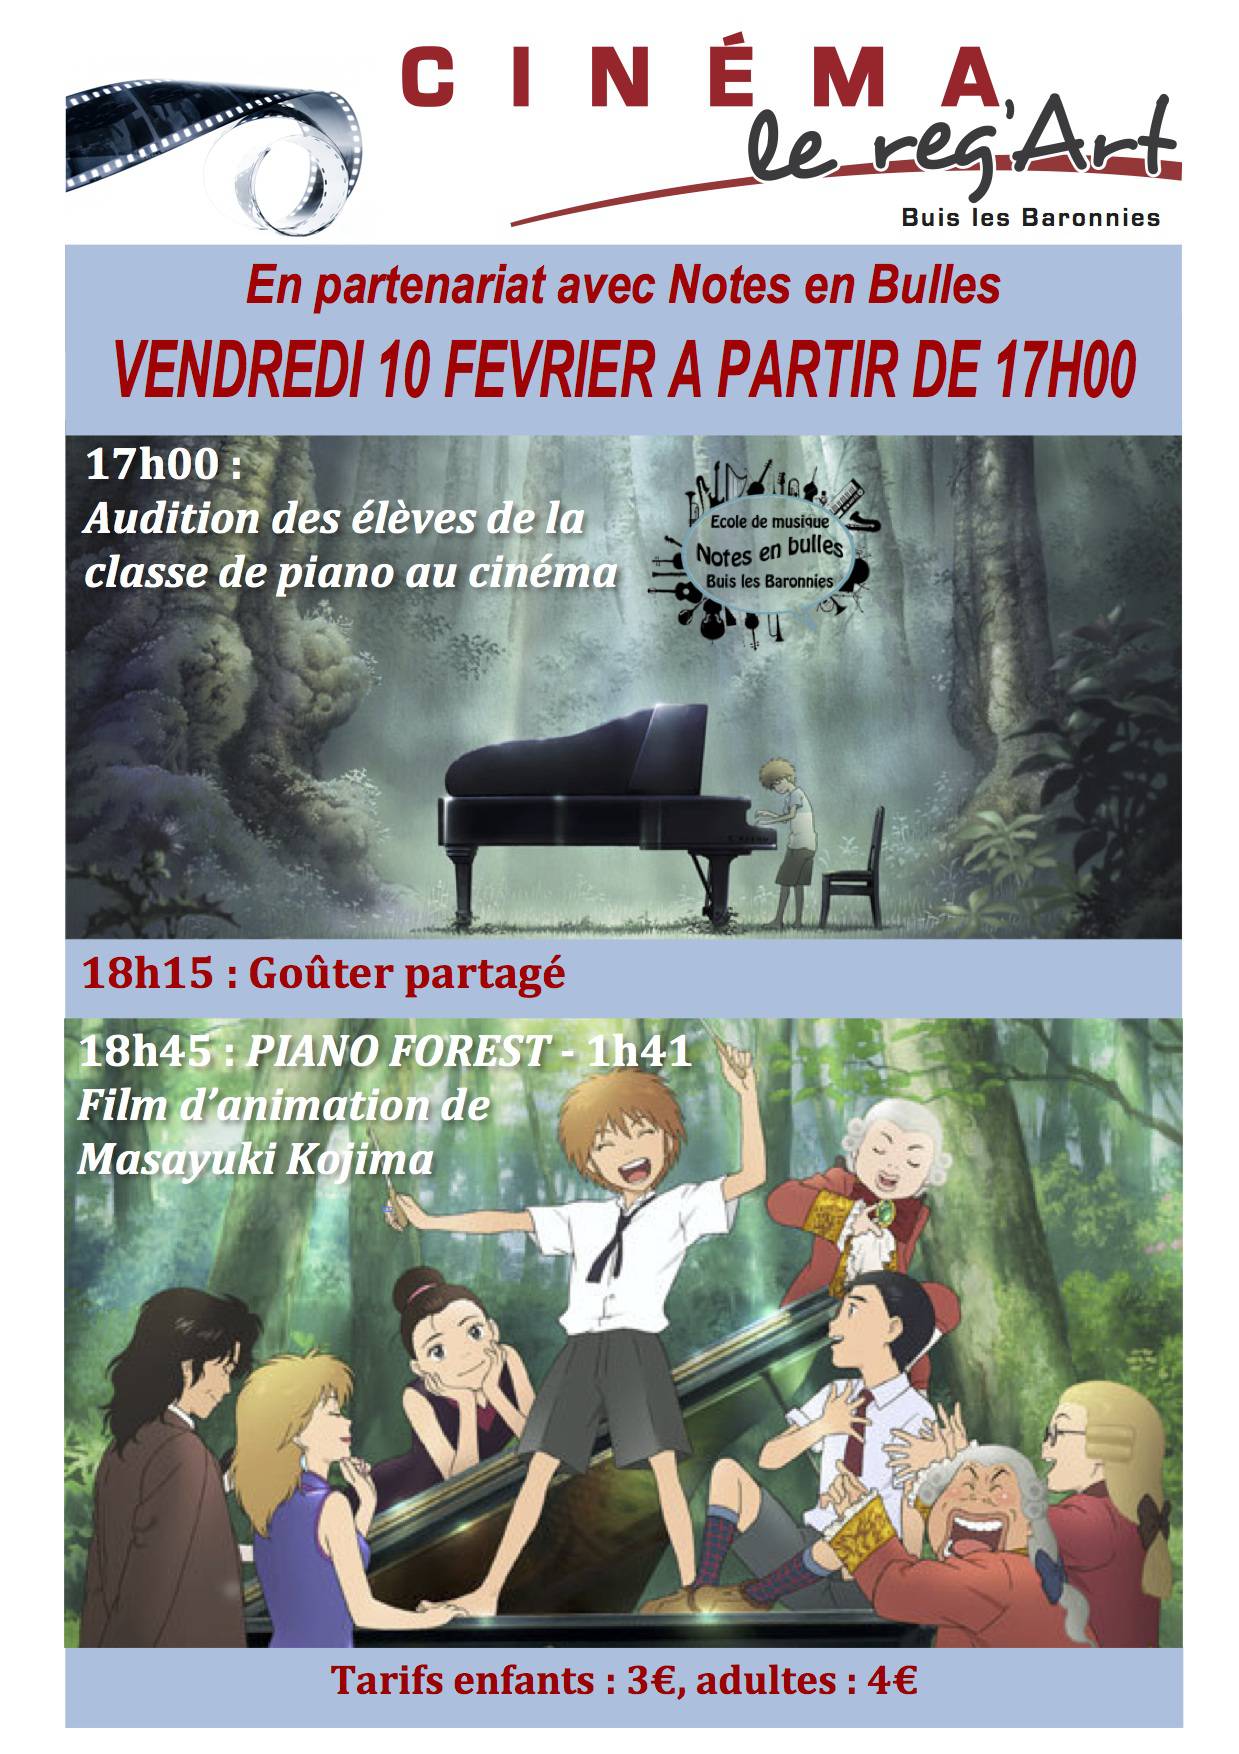 CINÉMA
le reg'Art
Buis les Baronnies
En partenariat avec Notes en Bulles
VENDREDI 10 FEVRIER A PARTIR DE 17H00
17h00 :
Audition des élèves de la
classe de piano au cinéma
Ecole de musique
Notes en bulles
Buis les Baronnies
18h15 : Goûter partagé
18h45 : PIANO FOREST - 1h41
Film d’animation de
Masayuki Kojima
Tarifs enfants : 3€, adultes : 4€